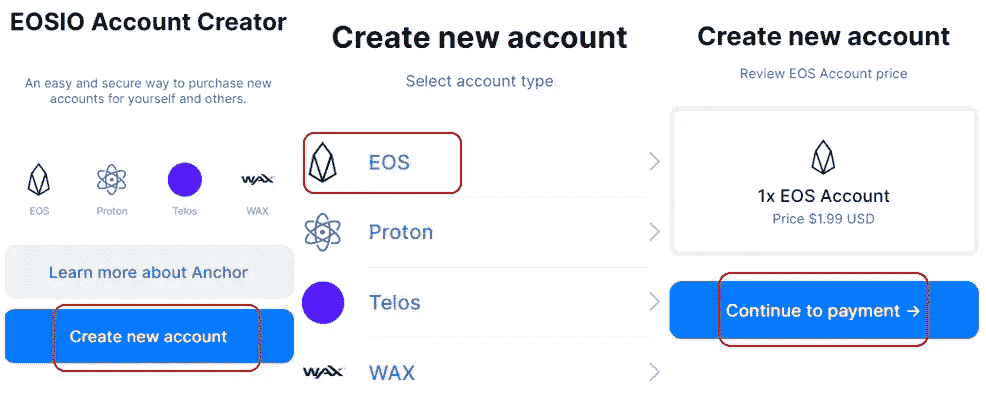 EOSIO Account Creator
An easy and secure way to purchase new
accounts for yourself and others.
WAX
EOS
Proton
Telos
WAX
Learn more about Anchor
Create new account
Create new account
Select account type
EOS
Proton
Telos
WAX
WAX
Create new account
Review EOS Account price
1x EOS Account
Price $1.99 USD
Continue to payment →